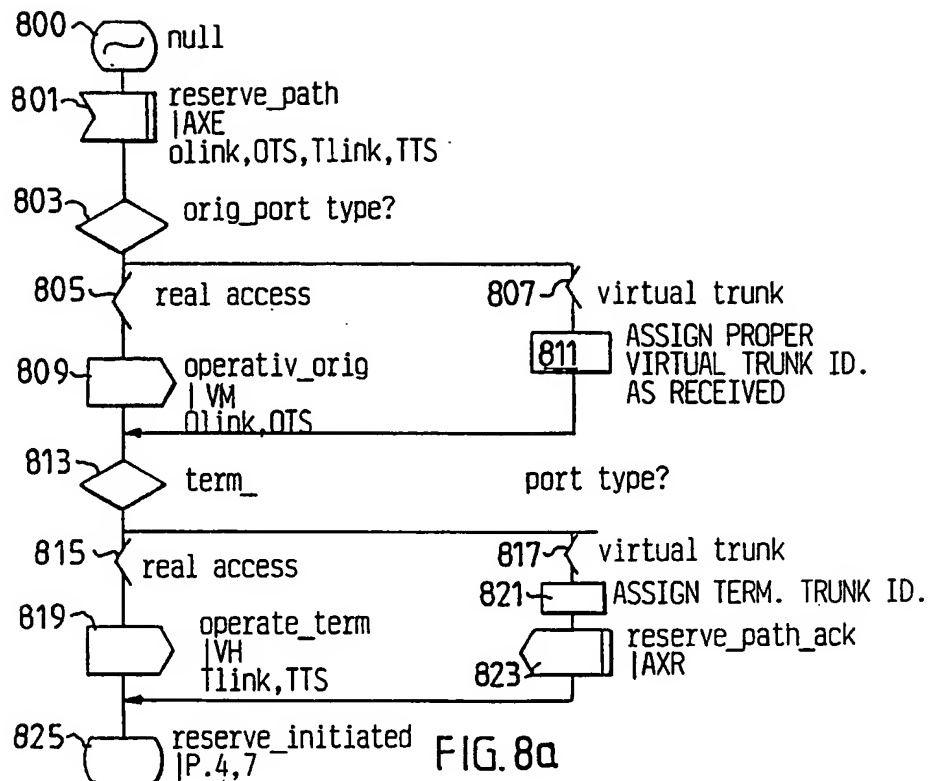 800
null
801
reserve_path
|AXE
olink,OTS,Tlink,TTS
803
orig_port type?
805
real access
807
virtual trunk
811
ASSIGN PROPER
VIRTUAL TRUNK ID.
AS RECEIVED
809
operativ_orig
|VM
Olink,OTS
813
term_ port type?
815
real access
817
virtual trunk
821
ASSIGN TERM. TRUNK ID.
819
operate_term
|VH
Tlink,TTS
823
reserve_path_ack
|AXR
825
reserve_initiated
|P.4,7
FIG. 8a